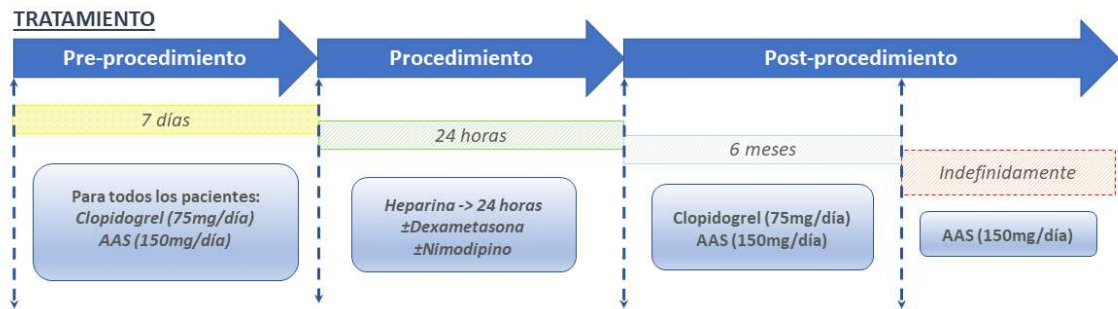 TRATAMIENTO
Pre-procedimiento
Procedimiento
Post-procedimiento
7 días
24 horas
6 meses
Indefinidamente
Para todos los pacientes:
Clopidogrel (75mg/día)
AAS (150mg/día)
Heparina -> 24 horas
±Dexametasona
±Nimodipino
Clopidogrel (75mg/día)
AAS (150mg/día)
AAS (150mg/día)